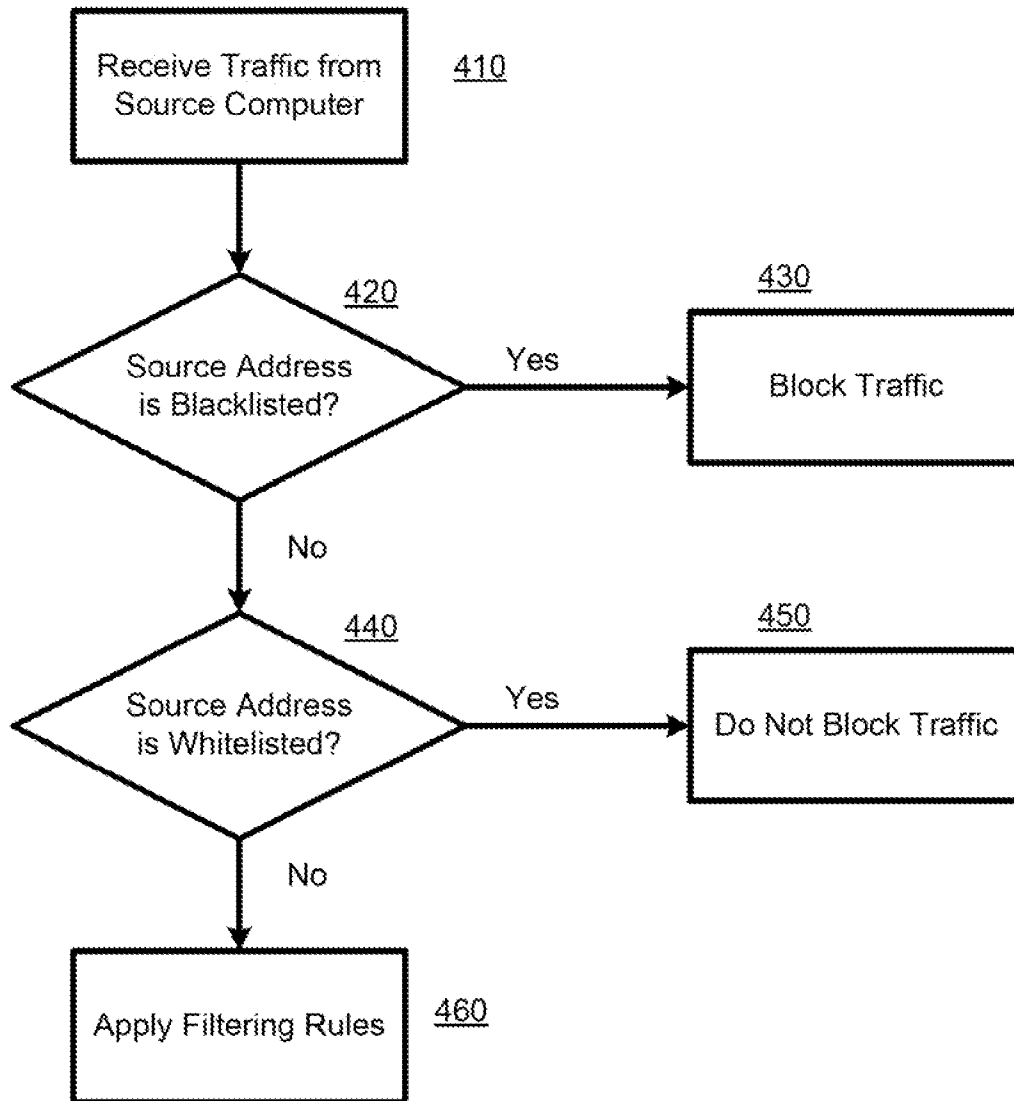 Receive Traffic from
Source Computer
410
420
Source Address
is Blacklisted?
Yes
430
Block Traffic
No
440
Source Address
is Whitelisted?
Yes
450
Do Not Block Traffic
No
Apply Filtering Rules
460